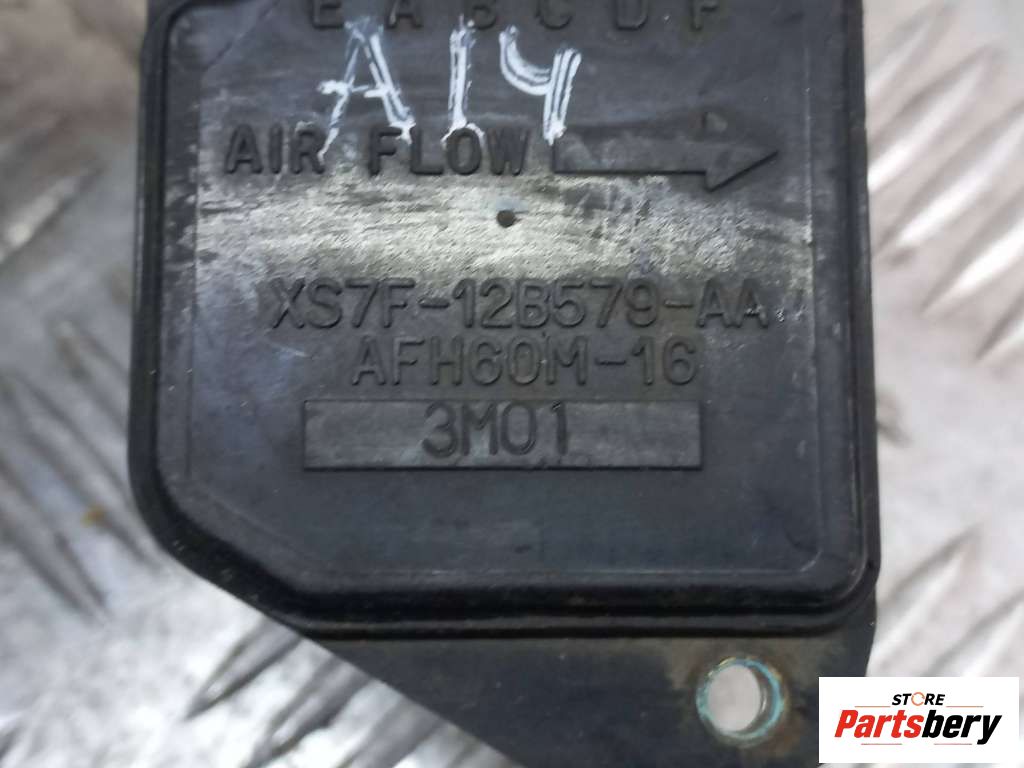 E A B C D F
A14
AIR FLOW
XS7F-12B579-AA
AFH60M-16
3M01
STORE
Partsbery